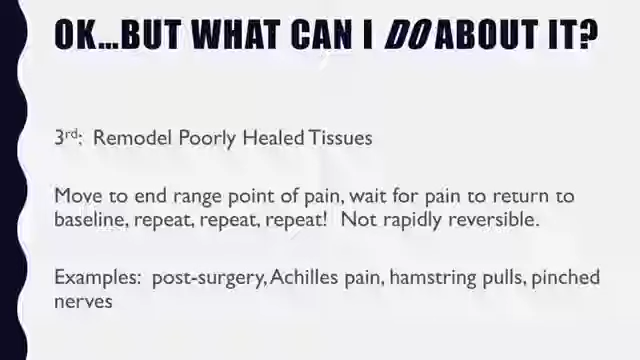 OK...BUT WHAT CAN I DO ABOUT IT?
3rd: Remodel Poorly Healed Tissues
Move to end range point of pain, wait for pain to return to
baseline, repeat, repeat, repeat! Not rapidly reversible.
Examples: post-surgery, Achilles pain, hamstring pulls, pinched
nerves